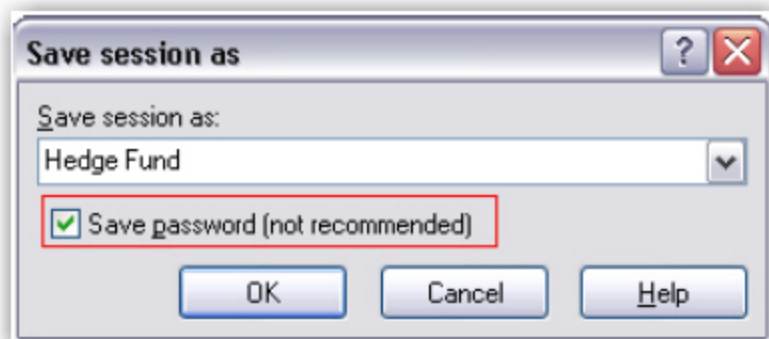 Save session as
Save session as:
Hedge Fund
Save password (not recommended)
OK Cancel Help